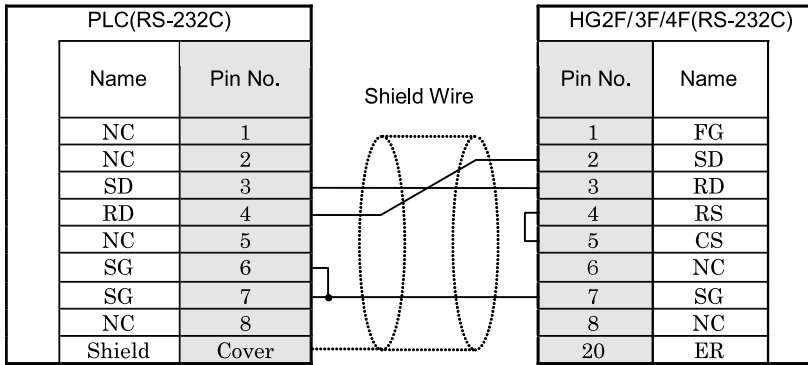 PLC(RS-232C) HG2F/3F/4F(RS-232C)
Name Pin No. Shield Wire Pin No. Name
NC 1 1 FG
NC 2 2 SD
SD 3 3 RD
RD 4 4 RS
NC 5 5 CS
SG 6 6 NC
SG 7 7 SG
NC 8 8 NC
Shield Cover 20 ER